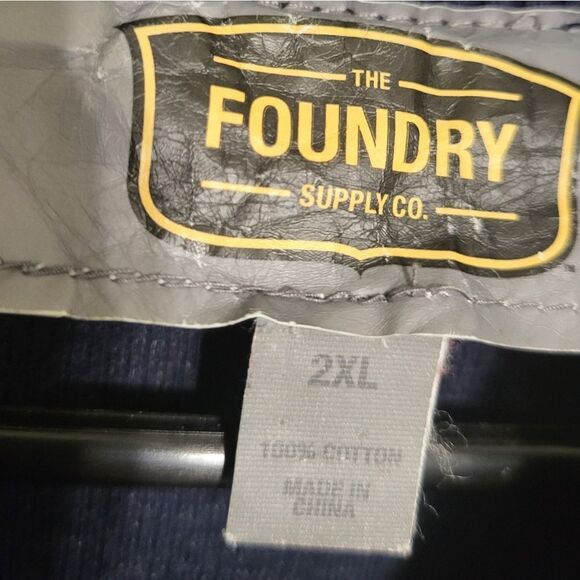 THE
FOUNDRY
SUPPLY CO.
2XL
100% COTTON
MADE IN
CHINA